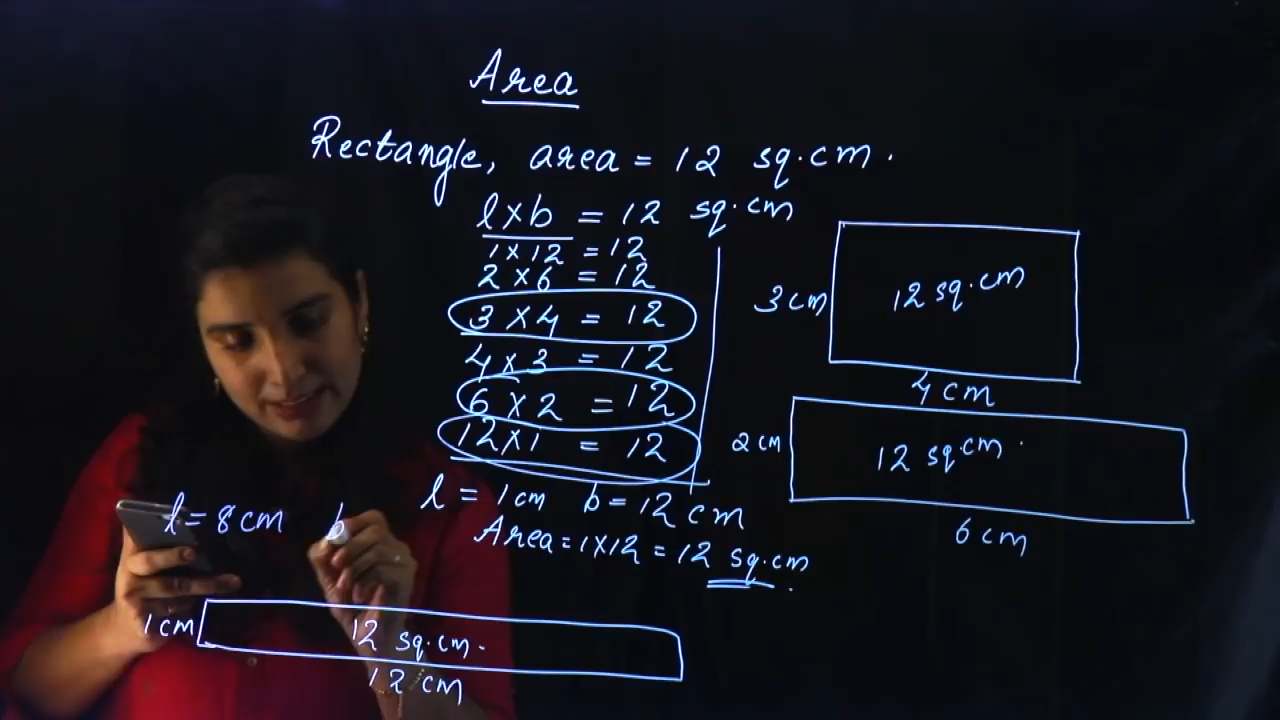 Area
Rectangle, area = 12 sq.cm.
l×b = 12 sq.cm
1×12 = 12
2×6 = 12
3×4 = 12
4×3 = 12
6×2 = 12
12×1 = 12
l = 1cm b = 12cm
Area = 1×12 = 12 sq.cm.
l = 8cm b
1cm
12 sq.cm.
12 cm
3cm
12 sq.cm
4cm
2cm
12 sq.cm.
6cm